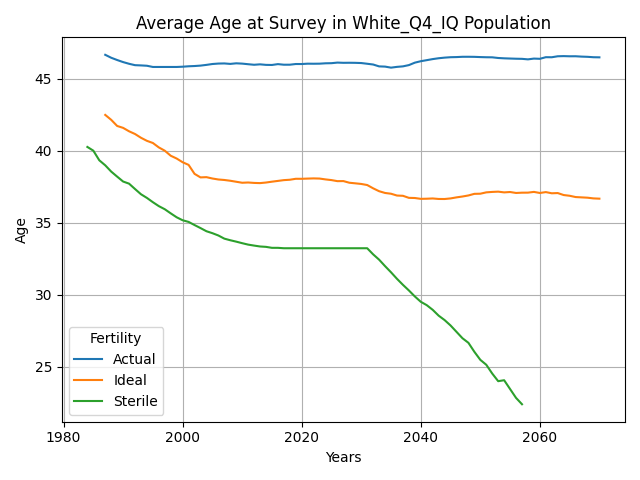 Average Age at Survey in White_Q4_IQ Population
Age
45
40
35
30
25
Fertility
Actual
Ideal
Sterile
1980
2000
2020
2040
2060
Years